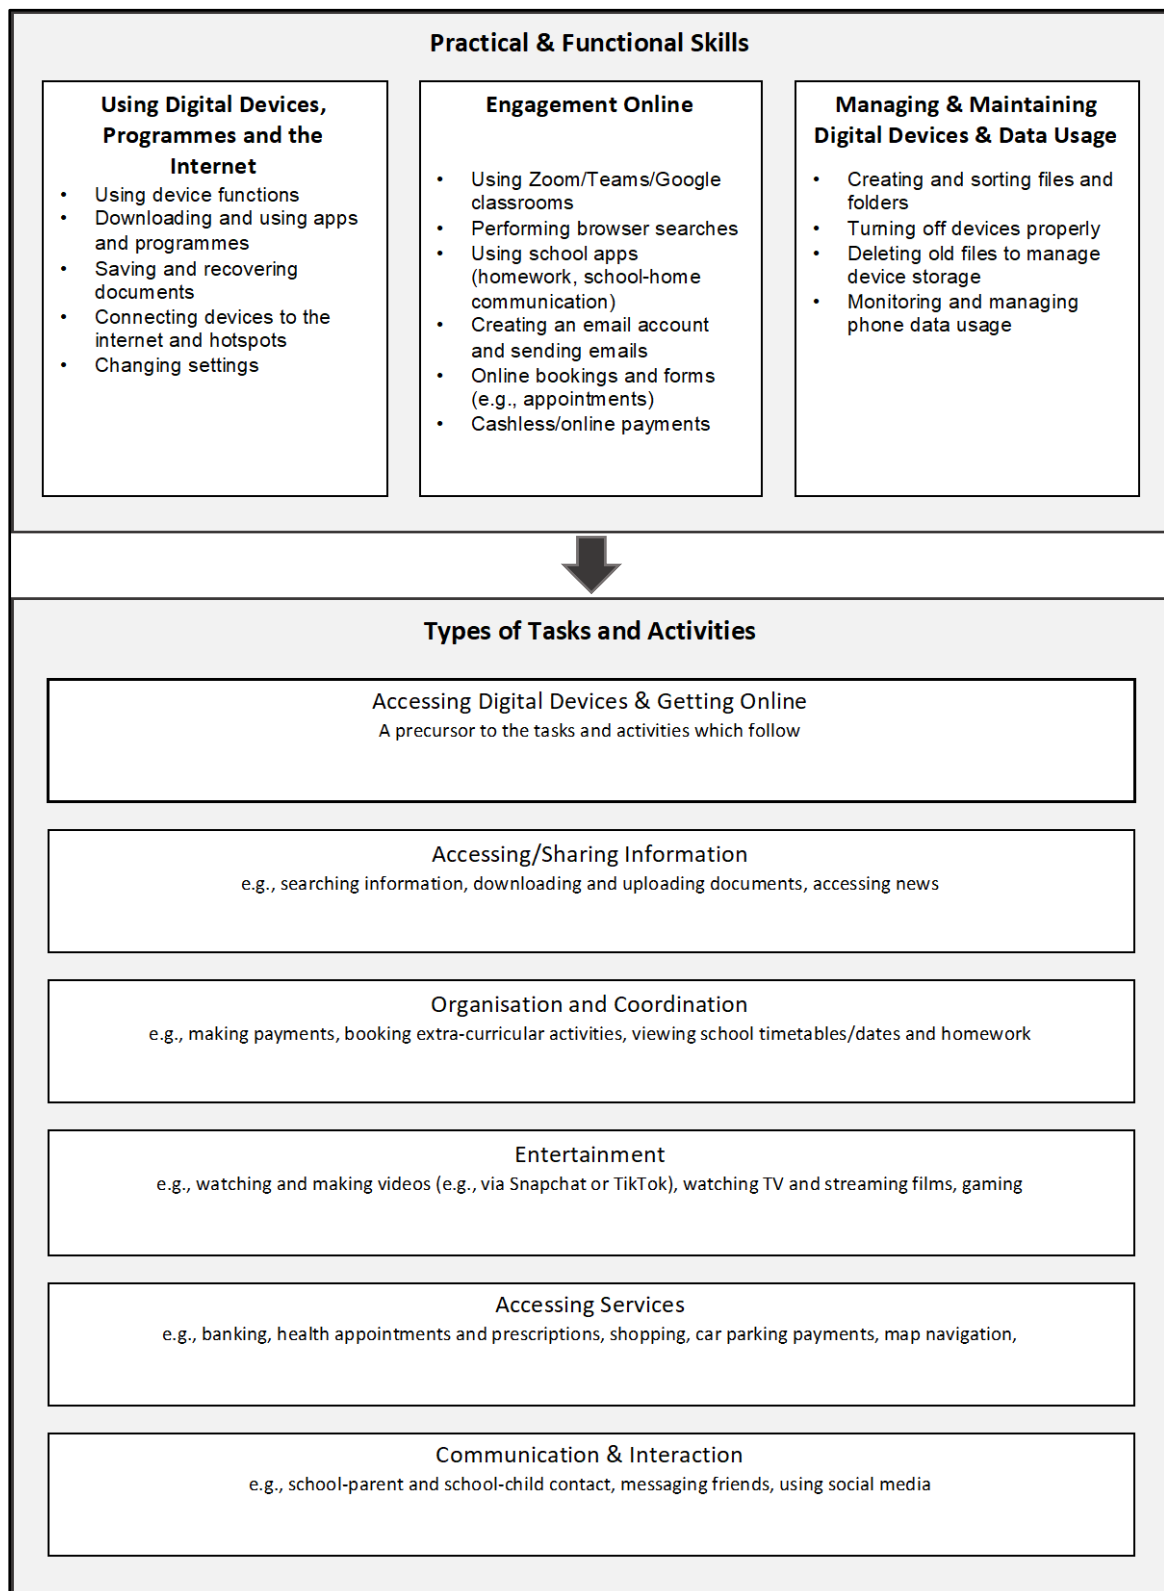 Practical & Functional Skills
Using Digital Devices,
Programmes and the
Internet
• Using device functions
• Downloading and using apps
and programmes
• Saving and recovering
documents
• Connecting devices to the
internet and hotspots
• Changing settings
Engagement Online
• Using Zoom/Teams/Google
classrooms
• Performing browser searches
• Using school apps
(homework, school-home
communication)
• Creating an email account
and sending emails
• Online bookings and forms
(e.g., appointments)
• Cashless/online payments
Managing & Maintaining
Digital Devices & Data Usage
• Creating and sorting files and
folders
• Turning off devices properly
• Deleting old files to manage
device storage
• Monitoring and managing
phone data usage
Types of Tasks and Activities
Accessing Digital Devices & Getting Online
A precursor to the tasks and activities which follow
Accessing/Sharing Information
e.g., searching information, downloading and uploading documents, accessing news
Organisation and Coordination
e.g., making payments, booking extra-curricular activities, viewing school timetables/dates and homework
Entertainment
e.g., watching and making videos (e.g., via Snapchat or TikTok), watching TV and streaming films, gaming
Accessing Services
e.g., banking, health appointments and prescriptions, shopping, car parking payments, map navigation,
Communication & Interaction
e.g., school-parent and school-child contact, messaging friends, using social media